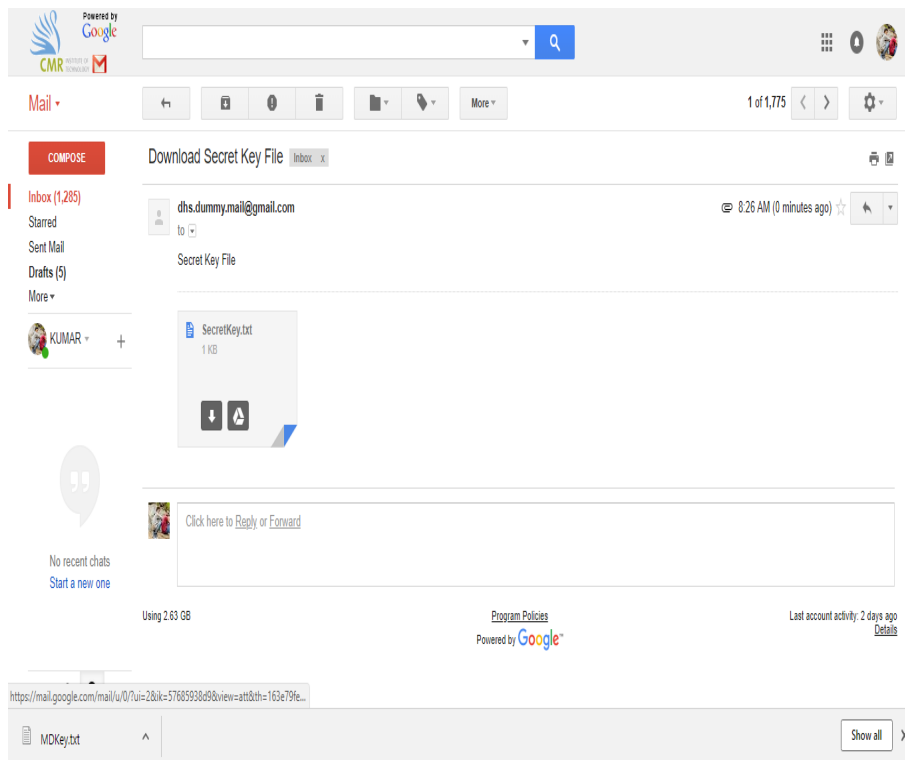 Powered by
Google
CMR INSTITUTE OF
TECHNOLOGY
Mail
More
1 of 1,775
COMPOSE
Download Secret Key File Inbox x
Inbox (1,285)
Starred
Sent Mail
Drafts (5)
More
dhs.dummy.mail@gmail.com
8:26 AM (0 minutes ago)
to
Secret Key File
KUMAR
+
SecretKey.txt
1 KB
Click here to Reply or Forward
No recent chats
Start a new one
Using 2.63 GB
Program Policies
Powered by Google™
Last account activity: 2 days ago
Details
https://mail.google.com/mail/u/0/?ui=2&ik=57685938d9&view=att&th=163e79fe...
MDKey.txt
Show all